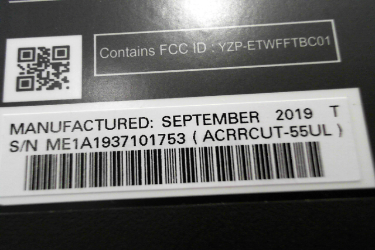 Contains FCC ID : YZP-ETWFFTBC01
MANUFACTURED: SEPTEMBER 2019 T
S/N ME1A1937101753 ( ACRRCUT-55UL )